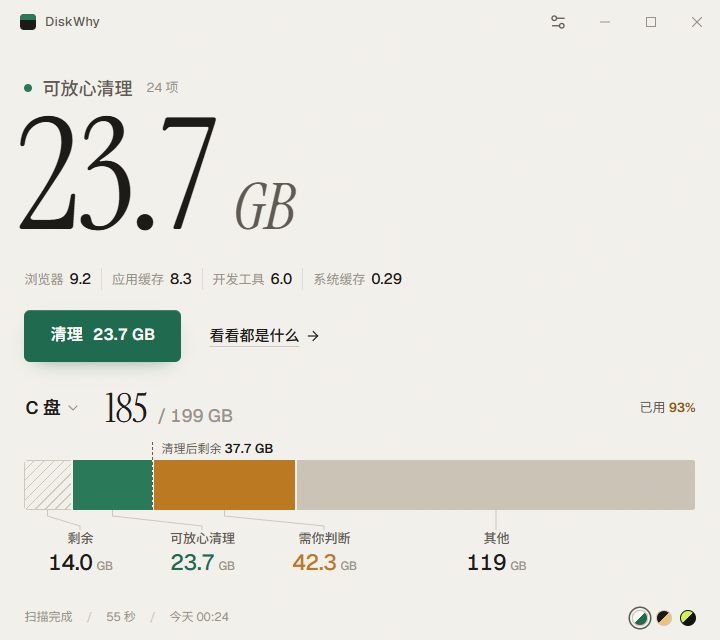 DiskWhy
可放心清理 24 项
23.7 GB
浏览器 9.2 应用缓存 8.3 开发工具 6.0 系统缓存 0.29
清理 23.7 GB 看看都是什么 →
C 盘 185 / 199 GB 已用 93%
清理后剩余 37.7 GB
剩余 可放心清理 需你判断 其他
14.0 GB 23.7 GB 42.3 GB 119 GB
扫描完成 / 55 秒 / 今天 00:24